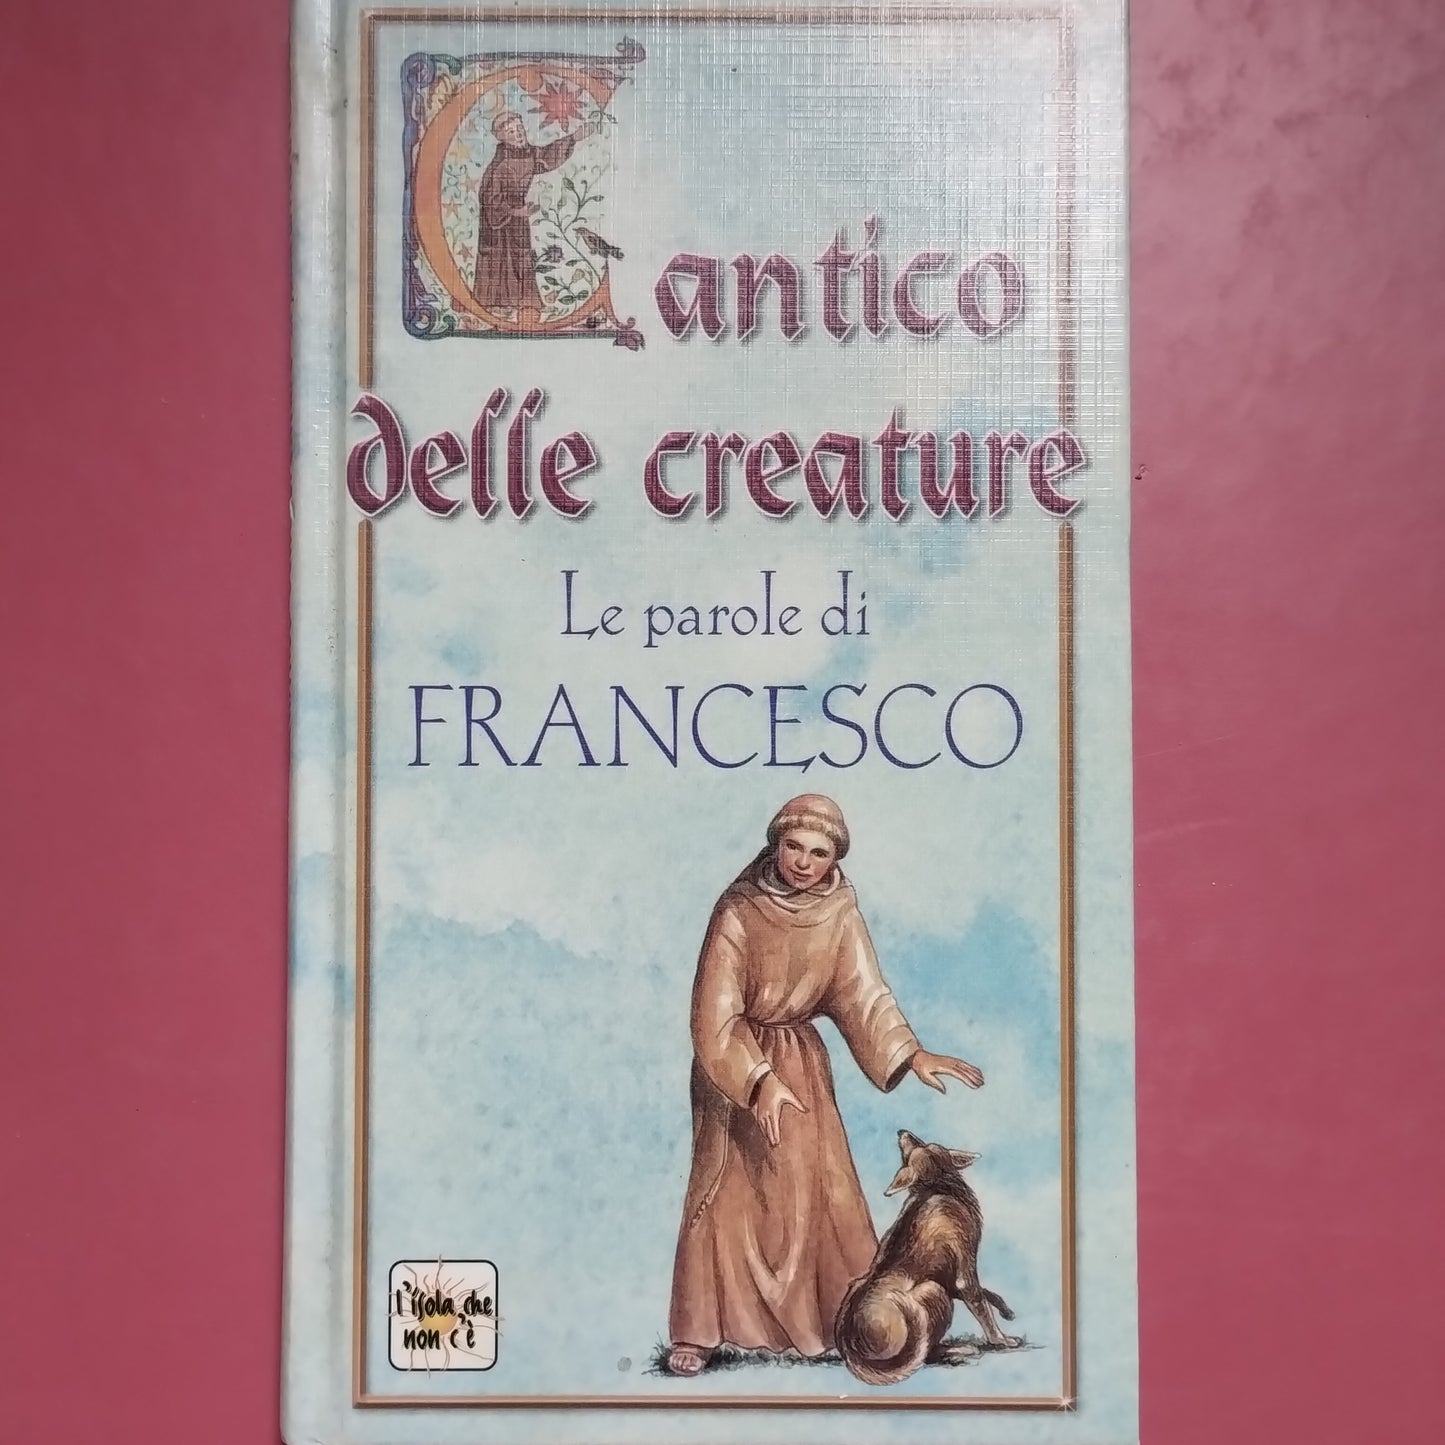 Cantico
delle creature
Le parole di
FRANCESCO
l'isola che
non c'è